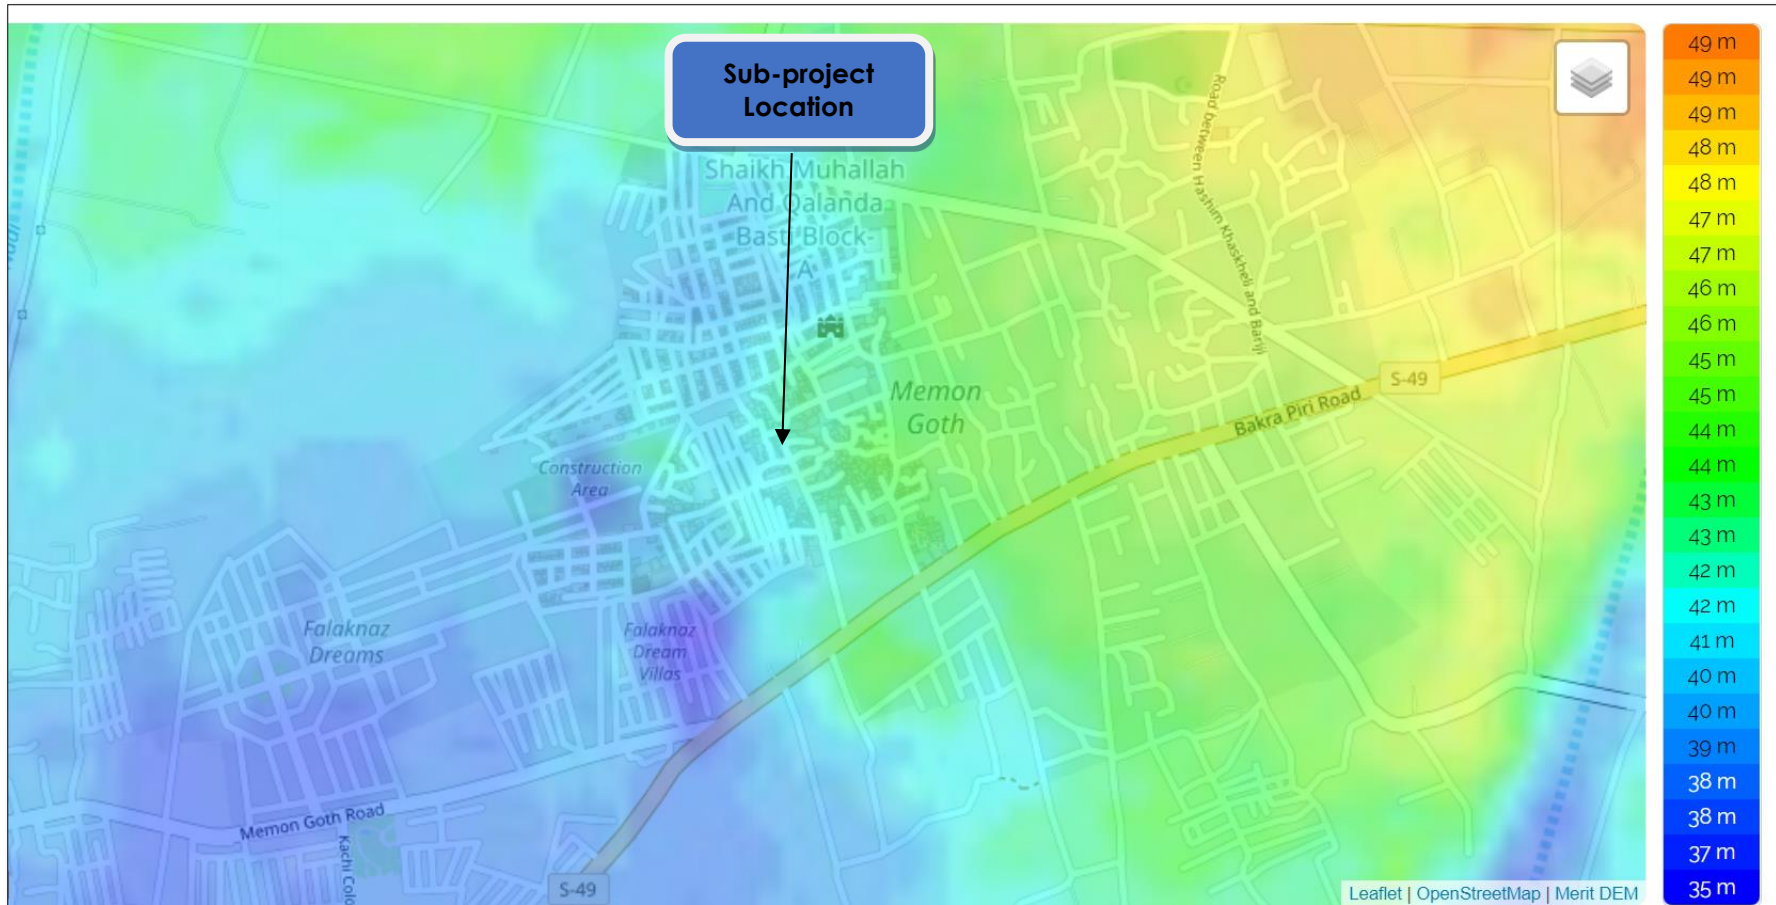 Sub-project
Location
Shaikh Muhallah
And Qalanda
Basti Block-
A
Road between Hashim Khaskheli and Bariji
Memon
Goth
S-49
Bakra Piri Road
Construction
Area
Falaknaz
Dreams
Falaknaz
Dream
Villas
Memon Goth Road
Kachi Colo
S-49
Leaflet | OpenStreetMap | Merit DEM
49 m
49 m
49 m
48 m
48 m
47 m
47 m
46 m
46 m
45 m
45 m
44 m
44 m
43 m
43 m
42 m
42 m
41 m
40 m
40 m
39 m
38 m
38 m
37 m
35 m